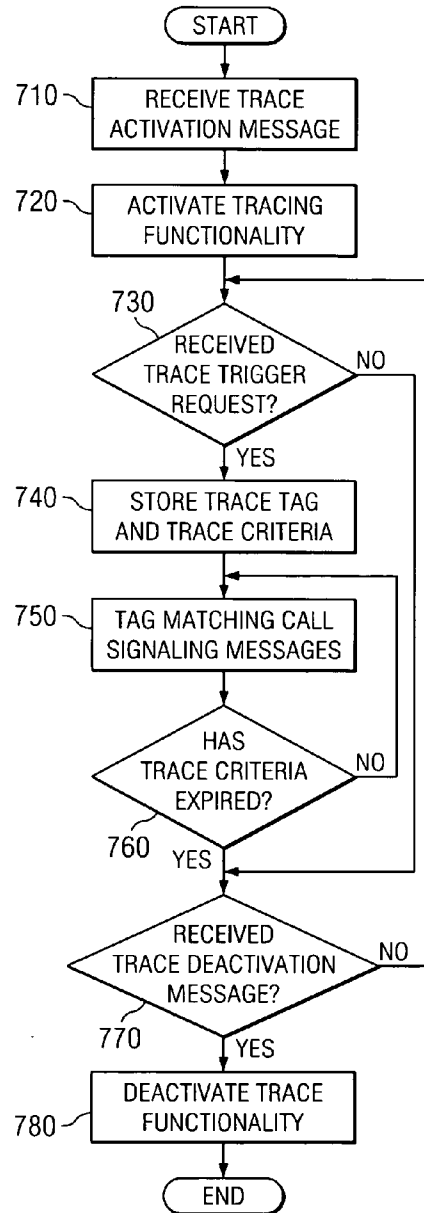 START
710
RECEIVE TRACE
ACTIVATION MESSAGE
720
ACTIVATE TRACING
FUNCTIONALITY
730
RECEIVED
TRACE TRIGGER
REQUEST?
NO
YES
740
STORE TRACE TAG
AND TRACE CRITERIA
750
TAG MATCHING CALL
SIGNALING MESSAGES
HAS
TRACE CRITERIA
EXPIRED?
NO
760
YES
RECEIVED
TRACE DEACTIVATION
MESSAGE?
NO
770
YES
780
DEACTIVATE TRACE
FUNCTIONALITY
END